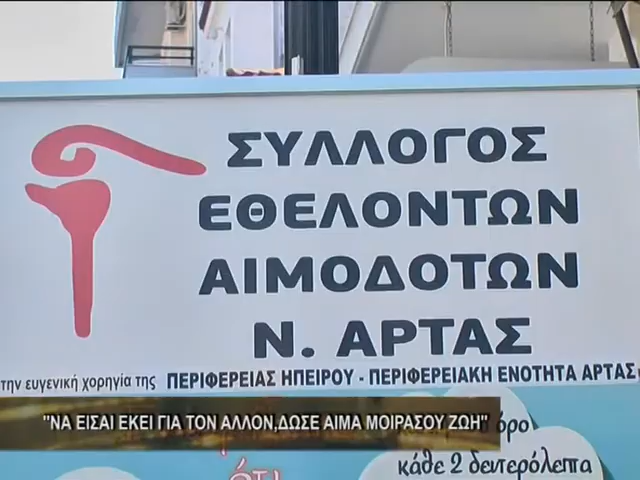 ΣΥΛΛΟΓΟΣ
ΕΘΕΛΟΝΤΩΝ
ΑΙΜΟΔΟΤΩΝ
Ν. ΑΡΤΑΣ
την ευγενική χορηγία της ΠΕΡΙΦΕΡΕΙΑΣ ΗΠΕΙΡΟΥ - ΠΕΡΙΦΕΡΕΙΑΚΗ ΕΝΟΤΗΤΑ ΑΡΤΑΣ
"ΝΑ ΕΙΣΑΙ ΕΚΕΙ ΓΙΑ ΤΟΝ ΑΛΛΟΝ,ΔΩΣΕ ΑΙΜΑ ΜΟΙΡΑΣΟΥ ΖΩΗ"
ότι
κάθε 2 δευτερόλεπτα